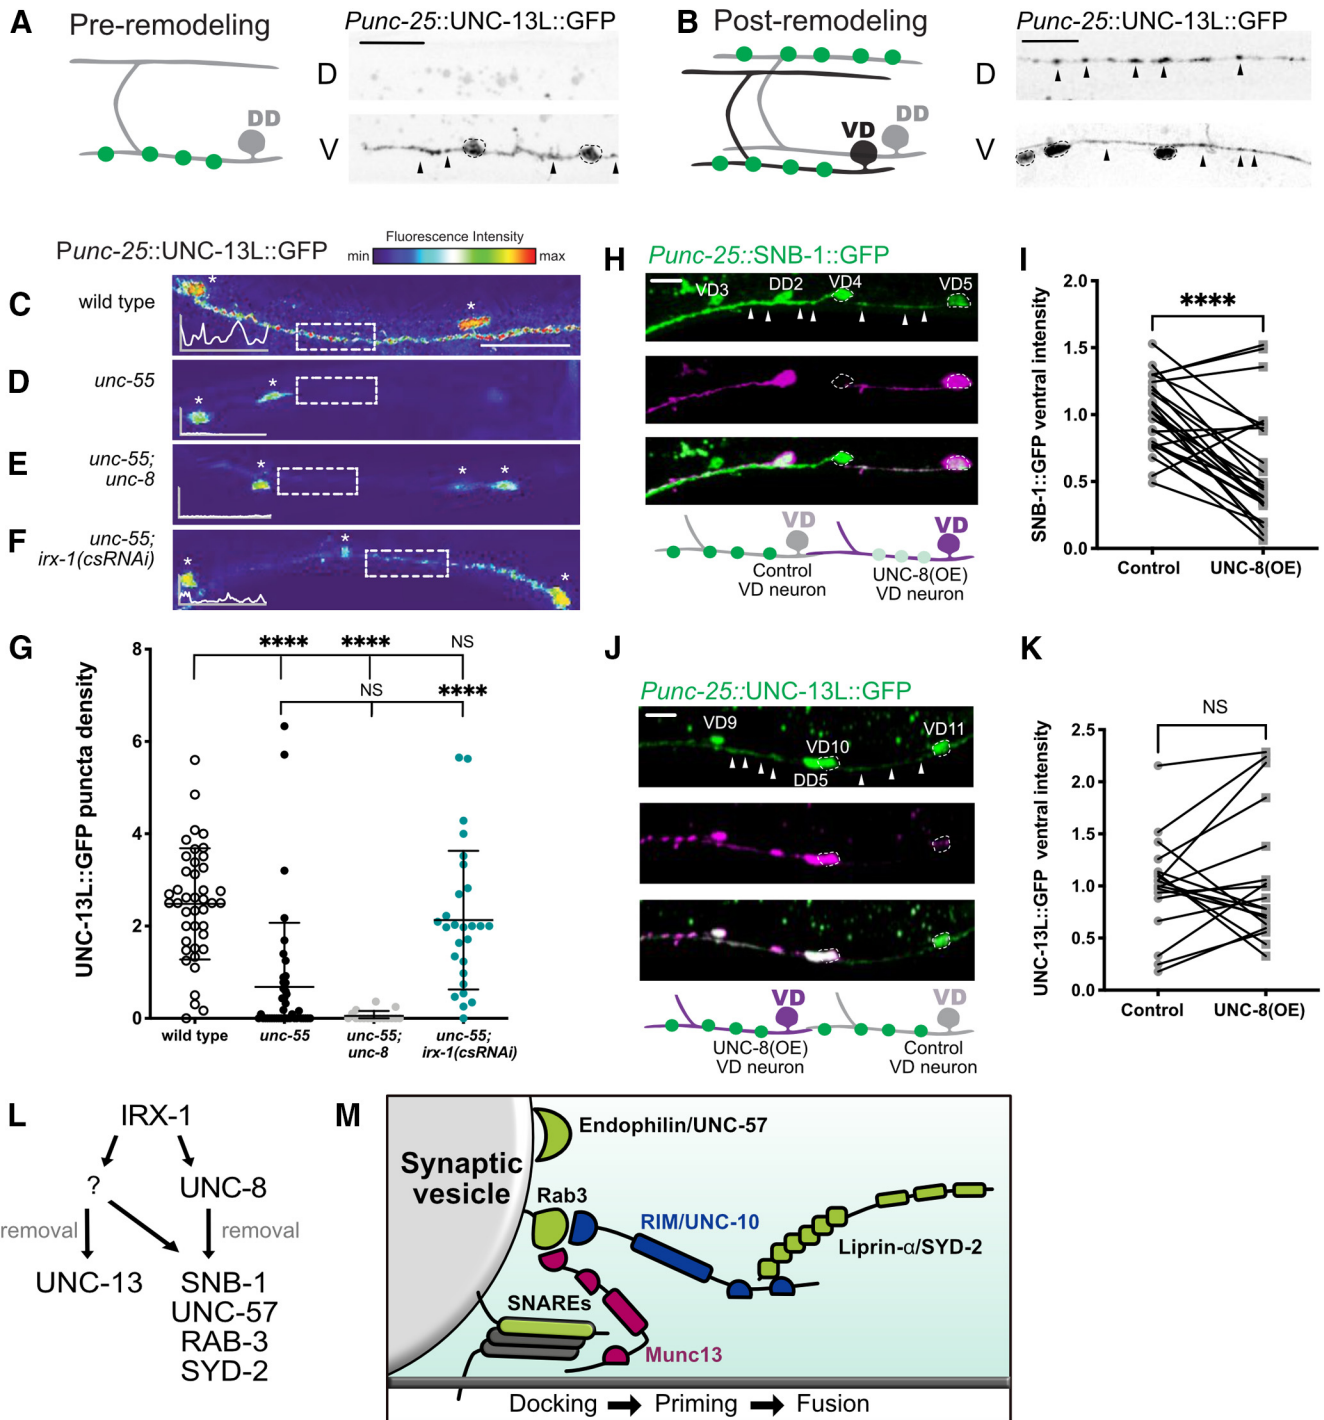 A
Pre-remodeling
Punc-25::UNC-13L::GFP
D
V
DD
B
Post-remodeling
Punc-25::UNC-13L::GFP
D
V
VD
DD
Punc-25::UNC-13L::GFP
Fluorescence Intensity
min
max
C
wild type
*
*
D
unc-55
*
*
E
unc-55;
unc-8
*
*
*
F
unc-55;
irx-1(csRNAi)
*
*
*
G
UNC-13L::GFP puncta density
8
6
4
2
0
****
****
NS
NS
****
wild type
unc-55
unc-55;
unc-8
unc-55;
irx-1(csRNAi)
H
Punc-25::SNB-1::GFP
VD3
DD2
VD4
VD5
VD
VD
Control
VD neuron
UNC-8(OE)
VD neuron
I
SNB-1::GFP ventral intensity
2.0
1.5
1.0
0.5
0.0
****
Control
UNC-8(OE)
J
Punc-25::UNC-13L::GFP
VD9
VD10
DD5
VD11
VD
VD
UNC-8(OE)
VD neuron
Control
VD neuron
K
UNC-13L::GFP ventral intensity
2.5
2.0
1.5
1.0
0.5
0.0
NS
Control
UNC-8(OE)
L
IRX-1
?
UNC-8
removal
removal
UNC-13
SNB-1
UNC-57
RAB-3
SYD-2
M
Synaptic
vesicle
Endophilin/UNC-57
Rab3
RIM/UNC-10
Liprin-α/SYD-2
SNAREs
Munc13
Docking → Priming → Fusion